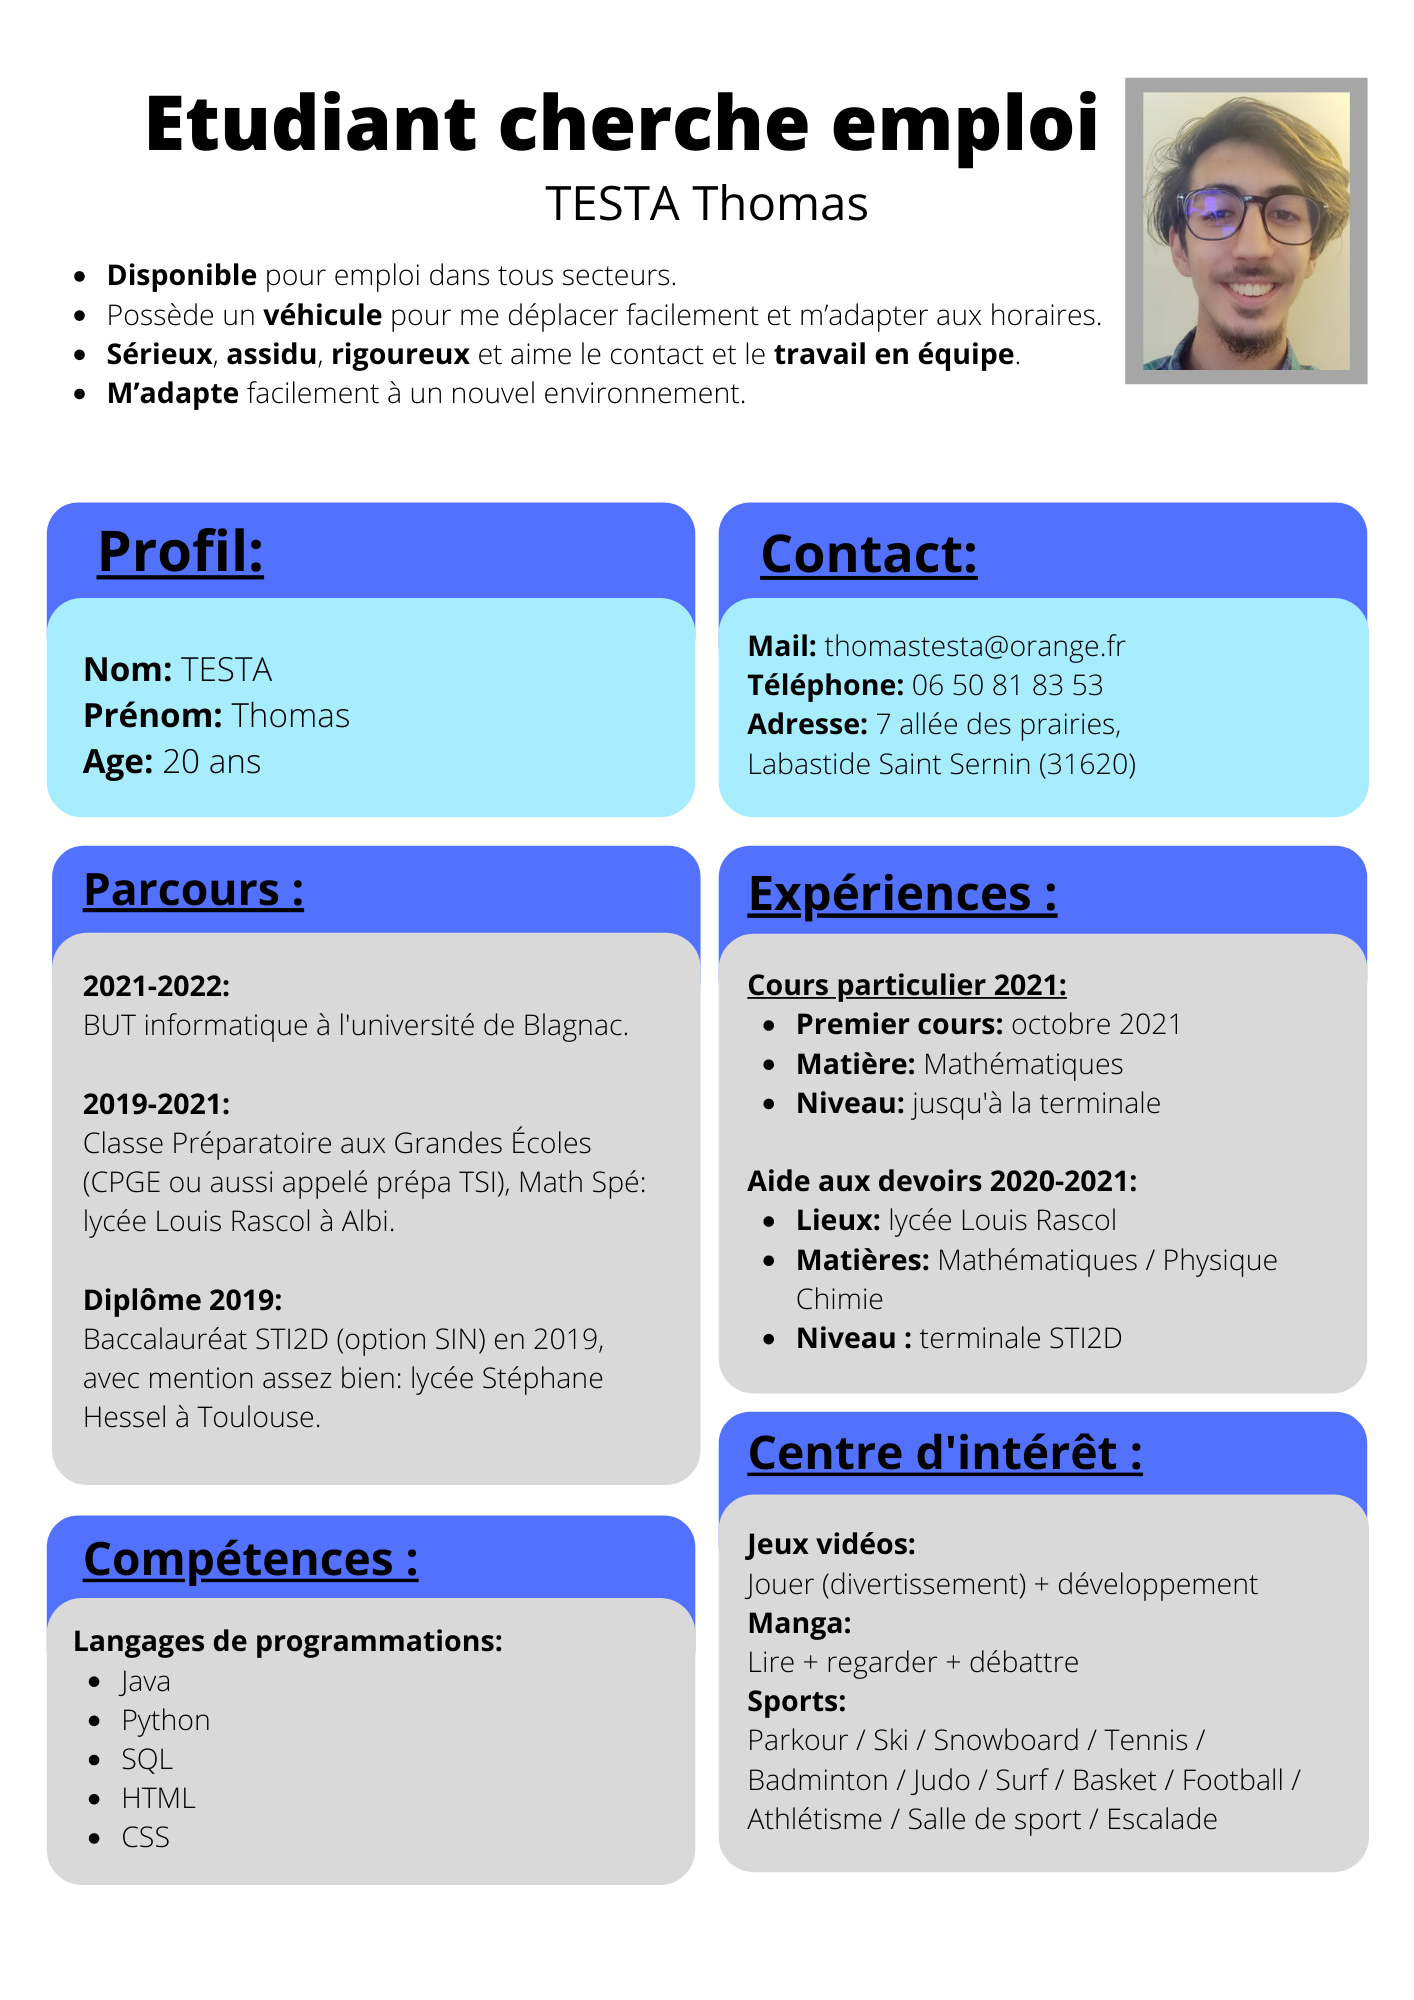 Etudiant cherche emploi
TESTA Thomas
• Disponible pour emploi dans tous secteurs.
• Possède un véhicule pour me déplacer facilement et m’adapter aux horaires.
• Sérieux, assidu, rigoureux et aime le contact et le travail en équipe.
• M’adapte facilement à un nouvel environnement.
Profil:
Nom: TESTA
Prénom: Thomas
Age: 20 ans
Contact:
Mail: thomastesta@orange.fr
Téléphone: 06 50 81 83 53
Adresse: 7 allée des prairies,
Labastide Saint Sernin (31620)
Parcours :
2021-2022:
BUT informatique à l'université de Blagnac.
2019-2021:
Classe Préparatoire aux Grandes Écoles
(CPGE ou aussi appelé prépa TSI), Math Spé:
lycée Louis Rascol à Albi.
Diplôme 2019:
Baccalauréat STI2D (option SIN) en 2019,
avec mention assez bien: lycée Stéphane
Hessel à Toulouse.
Expériences :
Cours particulier 2021:
• Premier cours: octobre 2021
• Matière: Mathématiques
• Niveau: jusqu'à la terminale
Aide aux devoirs 2020-2021:
• Lieux: lycée Louis Rascol
• Matières: Mathématiques / Physique
Chimie
• Niveau : terminale STI2D
Compétences :
Langages de programmations:
• Java
• Python
• SQL
• HTML
• CSS
Centre d'intérêt :
Jeux vidéos:
Jouer (divertissement) + développement
Manga:
Lire + regarder + débattre
Sports:
Parkour / Ski / Snowboard / Tennis /
Badminton / Judo / Surf / Basket / Football /
Athlétisme / Salle de sport / Escalade